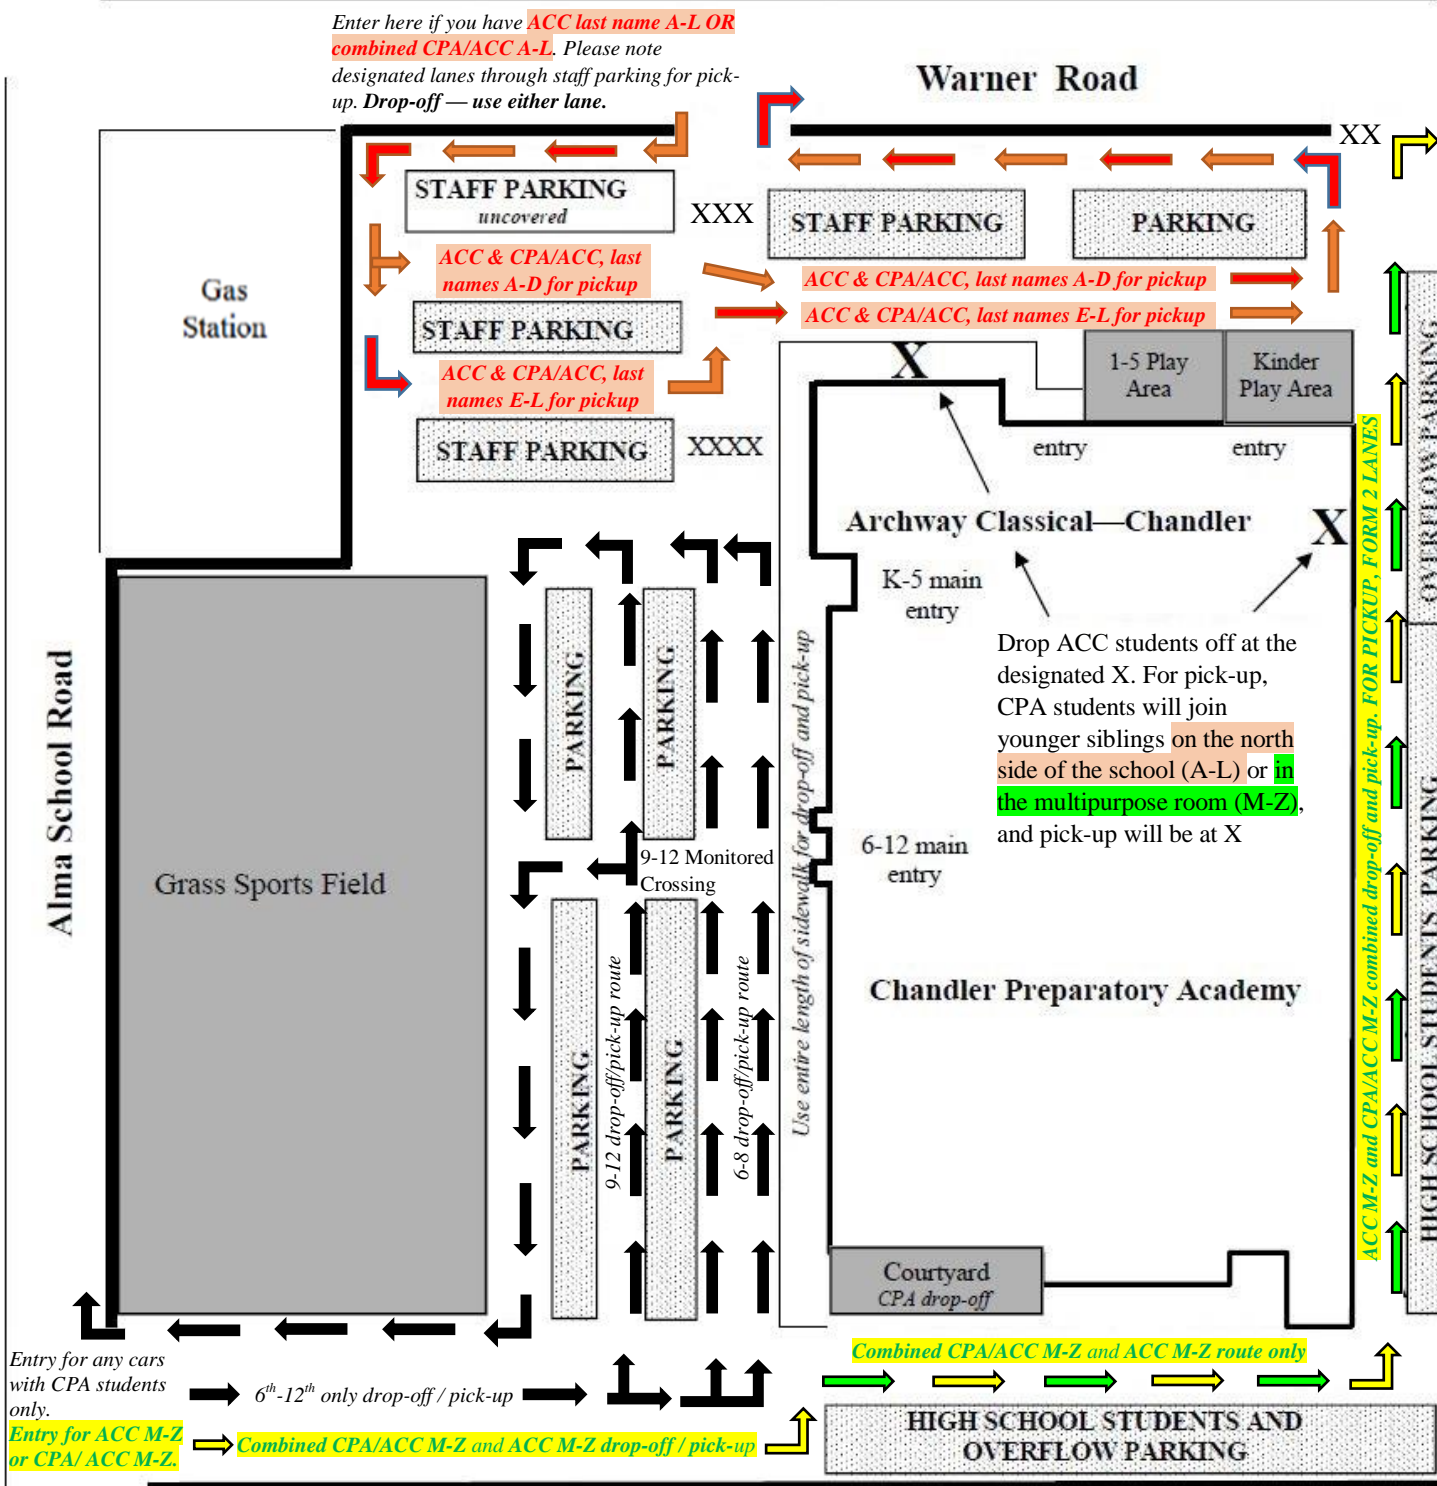 Enter here if you have ACC last name A-L OR
combined CPA/ACC A-L. Please note
designated lanes through staff parking for pick-
up. Drop-off — use either lane.
Warner Road
XX
STAFF PARKING
uncovered
XXX
STAFF PARKING
PARKING
ACC & CPA/ACC, last
names A-D for pickup
ACC & CPA/ACC, last names A-D for pickup
ACC & CPA/ACC, last names E-L for pickup
Gas
Station
STAFF PARKING
ACC & CPA/ACC, last
names E-L for pickup
STAFF PARKING
XXXX
X
1-5 Play
Area
Kinder
Play Area
entry
entry
Archway Classical—Chandler
X
K-5 main
entry
Drop ACC students off at the
designated X. For pick-up,
CPA students will join
younger siblings on the north
side of the school (A-L) or in
the multipurpose room (M-Z),
and pick-up will be at X
6-12 main
entry
Chandler Preparatory Academy
Courtyard
CPA drop-off
Use entire length of sidewalk for drop-off and pick-up
ACC M-Z and CPA/ACC M-Z combined drop-off and pick-up. FOR PICKUP, FORM 2 LANES
OVERFLOW PARKING
HIGH SCHOOL STUDENTS PARKING
Alma School Road
Grass Sports Field
PARKING
PARKING
9-12 Monitored
Crossing
PARKING
9-12 drop-off/pick-up route
PARKING
6-8 drop-off/pick-up route
Entry for any cars
with CPA students
only.
6th-12th only drop-off / pick-up
Entry for ACC M-Z
or CPA/ ACC M-Z.
Combined CPA/ACC M-Z and ACC M-Z drop-off / pick-up
Combined CPA/ACC M-Z and ACC M-Z route only
HIGH SCHOOL STUDENTS AND
OVERFLOW PARKING